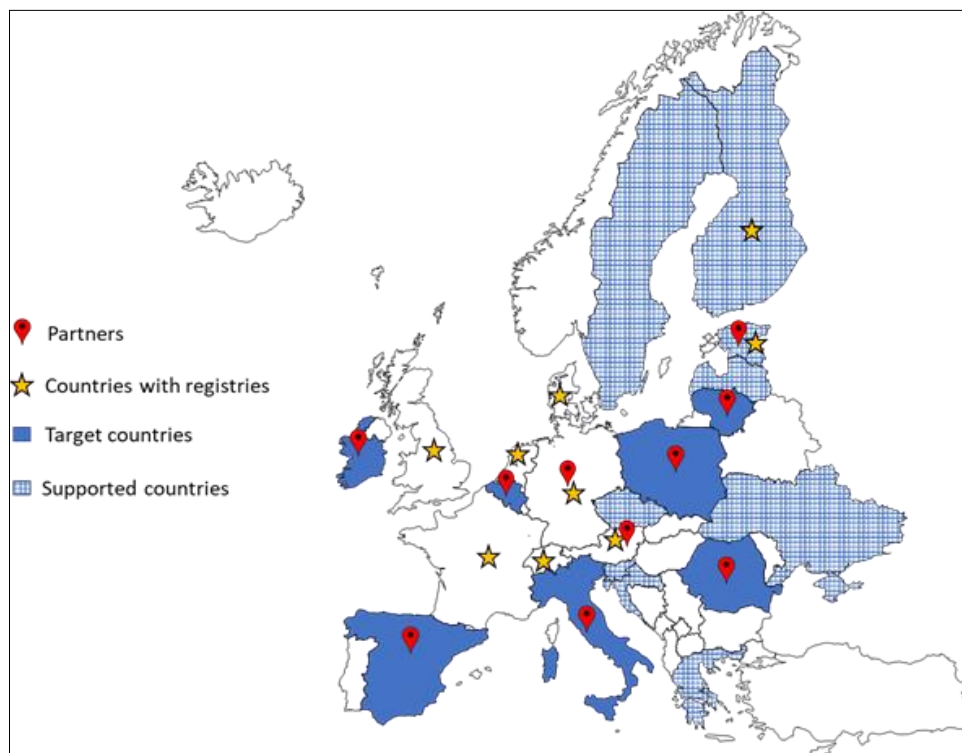 Partners
Countries with registries
Target countries
Supported countries